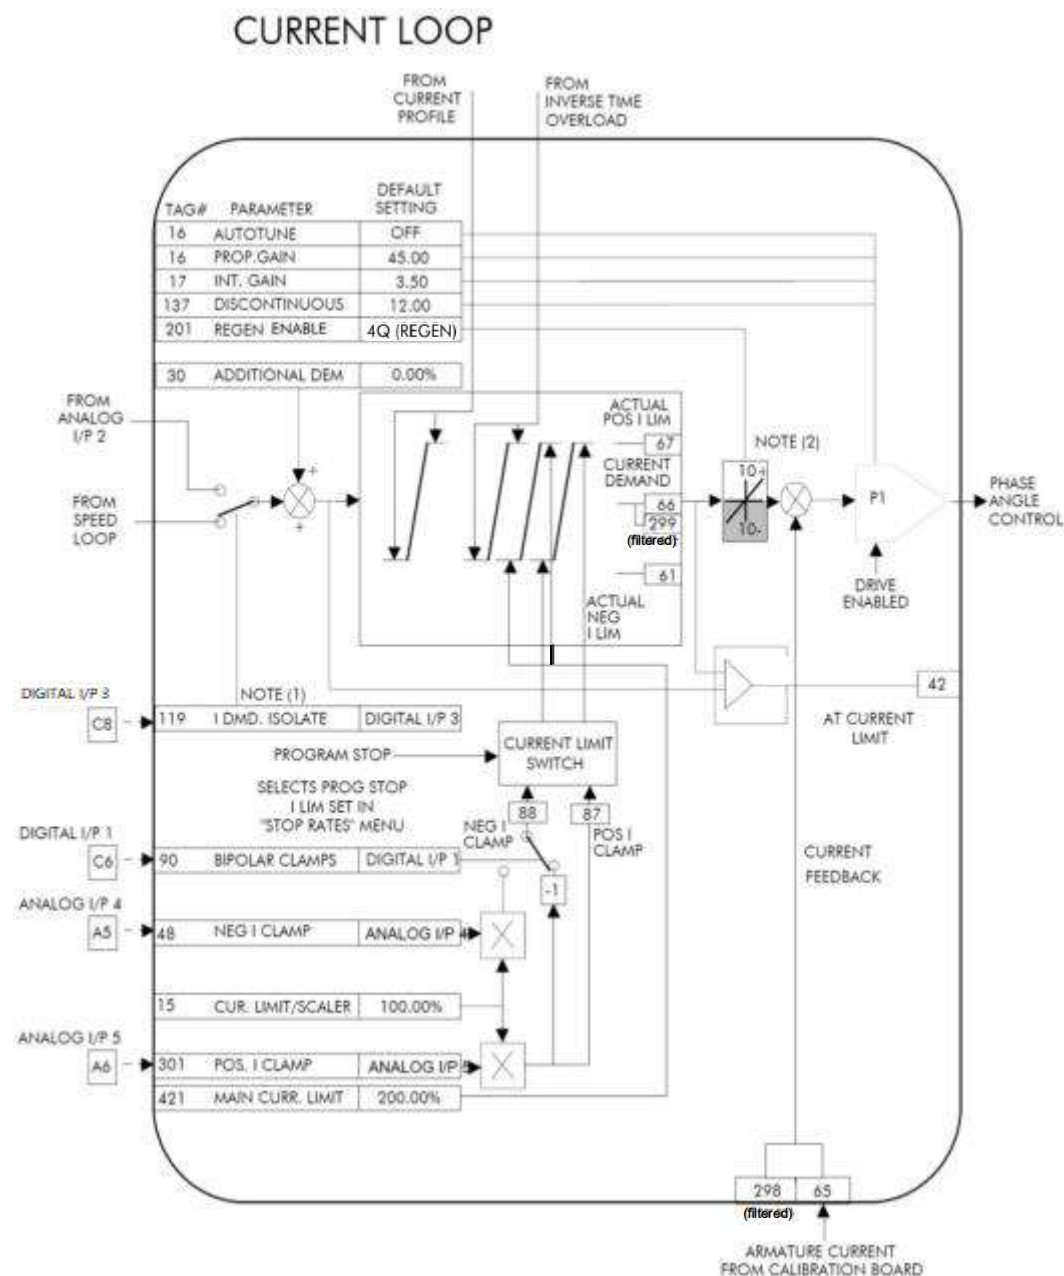 CURRENT LOOP
FROM
CURRENT
PROFILE
FROM
INVERSE TIME
OVERLOAD
TAG# PARAMETER DEFAULT
SETTING
16 AUTOTUNE OFF
16 PROP.GAIN 45.00
17 INT. GAIN 3.50
137 DISCONTINUOUS 12.00
201 REGEN ENABLE 4Q (REGEN)
30 ADDITIONAL DEM 0.00%
FROM
ANALOG
I/P 2
FROM
SPEED
LOOP
+
+
ACTUAL
POS I LIM
67
CURRENT
DEMAND
66
299
(filtered)
61
ACTUAL
NEG
I LIM
NOTE (2)
10+
10-
P1
PHASE
ANGLE
CONTROL
DRIVE
ENABLED
42
AT CURRENT
LIMIT
DIGITAL I/P 3
C8
NOTE (1)
119 I DMD. ISOLATE DIGITAL I/P 3
PROGRAM STOP
CURRENT LIMIT
SWITCH
SELECTS PROG STOP
I LIM SET IN
"STOP RATES" MENU
88
87
NEG I
CLAMP
POS I
CLAMP
DIGITAL I/P 1
C6
90 BIPOLAR CLAMPS DIGITAL I/P 1
-1
CURRENT
FEEDBACK
ANALOG I/P 4
A5
48 NEG I CLAMP ANALOG I/P 4
X
15 CUR. LIMIT/SCALER 100.00%
ANALOG I/P 5
A6
301 POS. I CLAMP ANALOG I/P 5
X
421 MAIN CURR. LIMIT 200.00%
298
65
(filtered)
ARMATURE CURRENT
FROM CALIBRATION BOARD